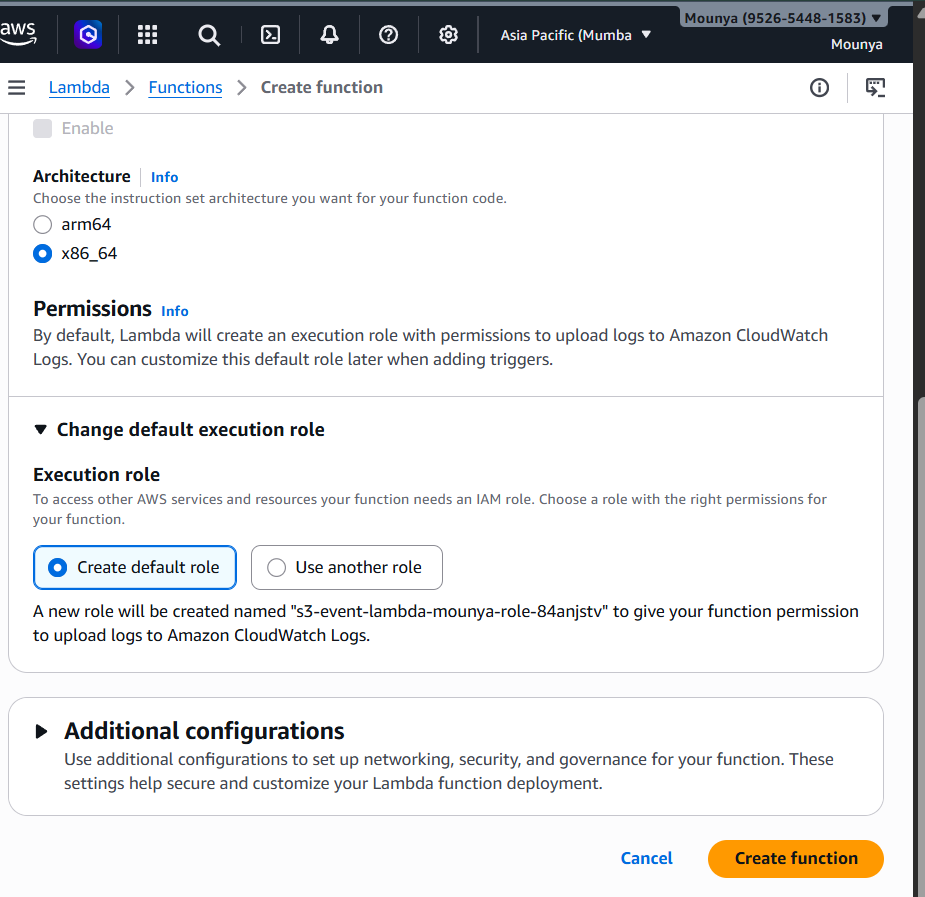 aws
Asia Pacific (Mumba
Mounya (9526-5448-1583)
Mounya
Lambda
Functions
Create function
Enable
Architecture
Info
Choose the instruction set architecture you want for your function code.
arm64
x86_64
Permissions
Info
By default, Lambda will create an execution role with permissions to upload logs to Amazon CloudWatch
Logs. You can customize this default role later when adding triggers.
Change default execution role
Execution role
To access other AWS services and resources your function needs an IAM role. Choose a role with the right permissions for
your function.
Create default role
Use another role
A new role will be created named "s3-event-lambda-mounya-role-84anjstv" to give your function permission
to upload logs to Amazon CloudWatch Logs.
Additional configurations
Use additional configurations to set up networking, security, and governance for your function. These
settings help secure and customize your Lambda function deployment.
Cancel
Create function